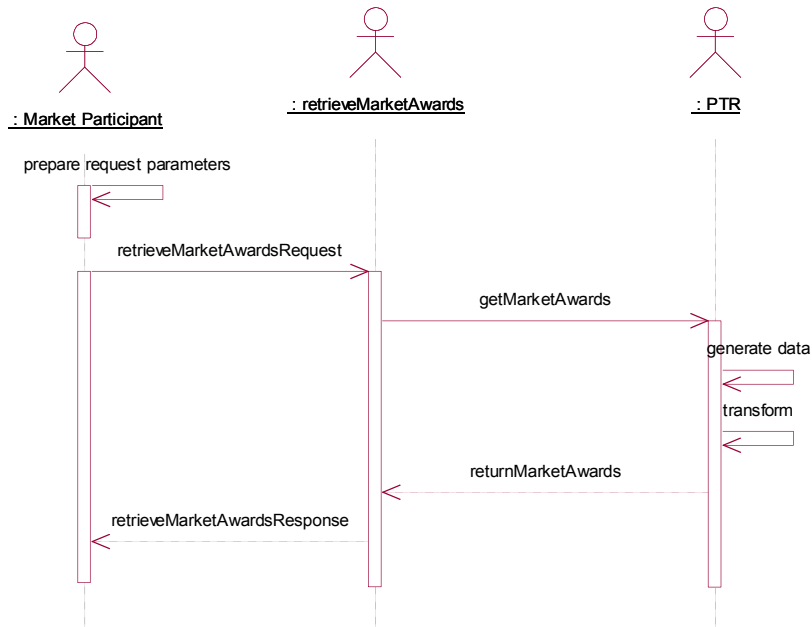 : Market Participant
: retrieveMarketAwards
: PTR
prepare request parameters
retrieveMarketAwardsRequest
getMarketAwards
generate data
transform
returnMarketAwards
retrieveMarketAwardsResponse